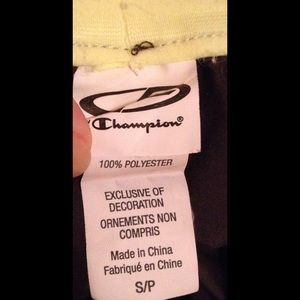 Champion®
100% POLYESTER
EXCLUSIVE OF
DECORATION
ORNEMENTS NON
COMPRIS
Made in China
Fabriqué en Chine
S/P